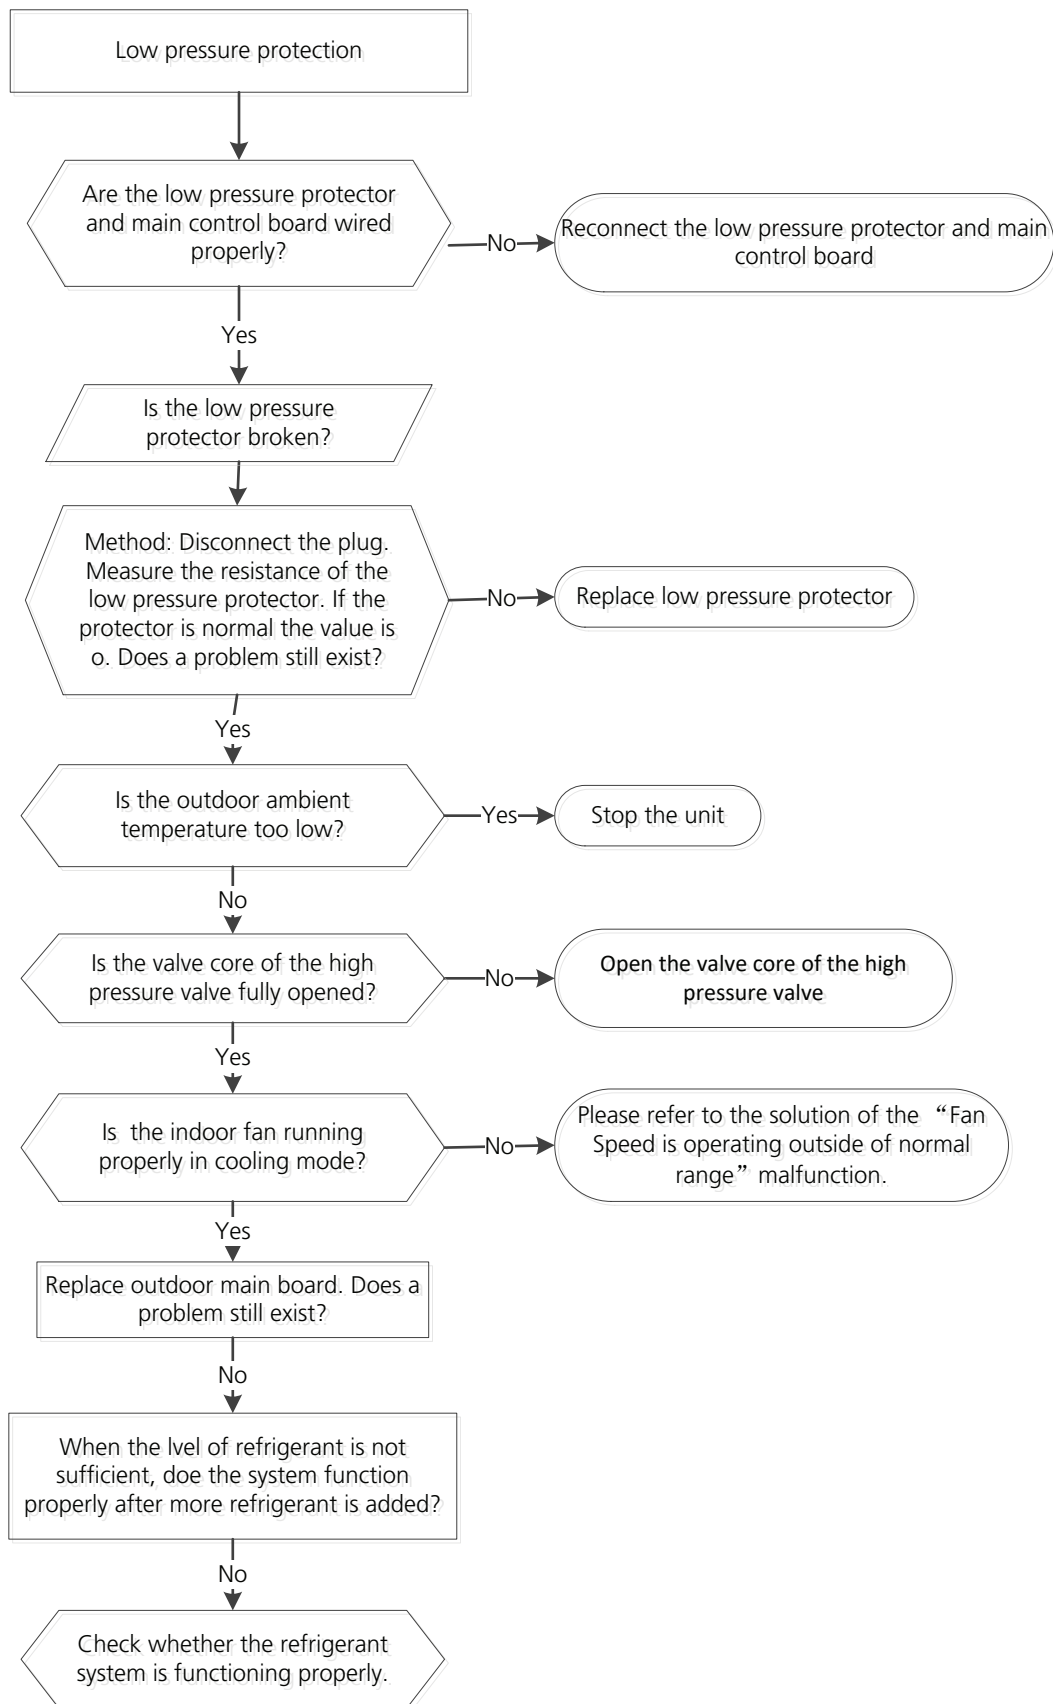 Low pressure protection
Are the low pressure protector
and main control board wired
properly?
No
Reconnect the low pressure protector and main
control board
Yes
Is the low pressure
protector broken?
Method: Disconnect the plug.
Measure the resistance of the
low pressure protector. If the
protector is normal the value is
o. Does a problem still exist?
No
Replace low pressure protector
Yes
Is the outdoor ambient
temperature too low?
Yes
Stop the unit
No
Is the valve core of the high
pressure valve fully opened?
No
Open the valve core of the high
pressure valve
Yes
Is the indoor fan running
properly in cooling mode?
No
Please refer to the solution of the “Fan
Speed is operating outside of normal
range” malfunction.
Yes
Replace outdoor main board. Does a
problem still exist?
No
When the lvel of refrigerant is not
sufficient, doe the system function
properly after more refrigerant is added?
No
Check whether the refrigerant
system is functioning properly.